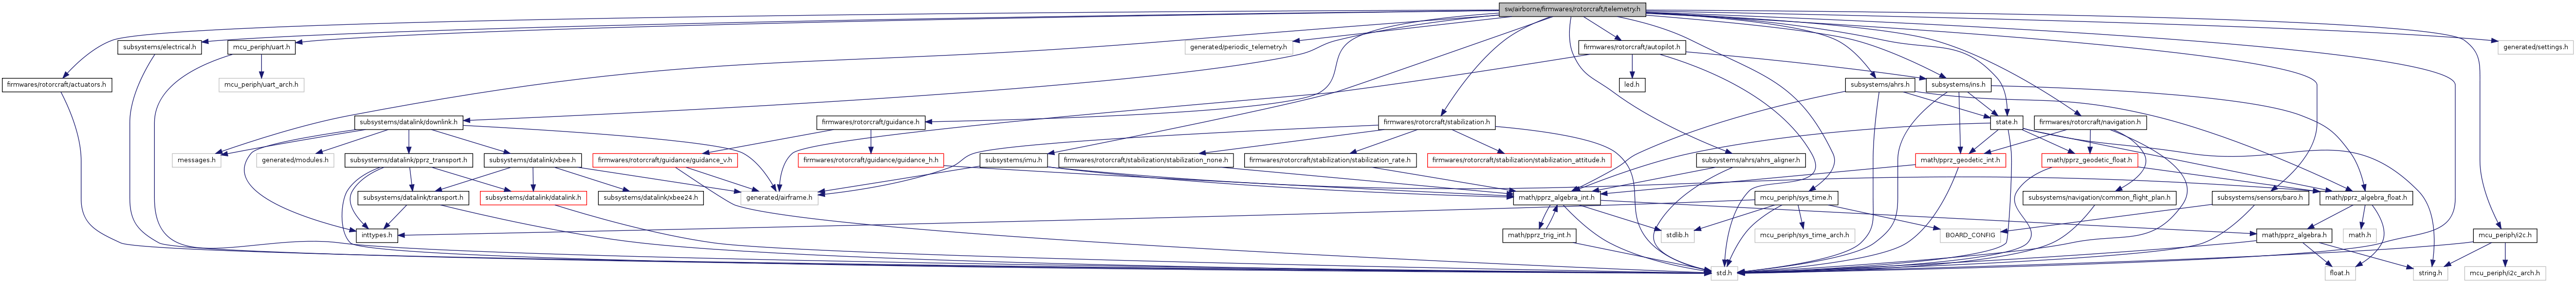 sw/airborne/firmwares/rotorcraft/telemetry.h
subsystems/electrical.h
mcu_periph/uart.h
generated/periodic_telemetry.h
firmwares/rotorcraft/autopilot.h
generated/settings.h
firmwares/rotorcraft/actuators.h
mcu_periph/uart_arch.h
led.h
subsystems/ahrs.h
subsystems/ins.h
subsystems/datalink/downlink.h
firmwares/rotorcraft/guidance.h
firmwares/rotorcraft/stabilization.h
state.h
firmwares/rotorcraft/navigation.h
messages.h
generated/modules.h
subsystems/datalink/pprz_transport.h
subsystems/datalink/xbee.h
firmwares/rotorcraft/guidance/guidance_v.h
firmwares/rotorcraft/guidance/guidance_h.h
subsystems/imu.h
firmwares/rotorcraft/stabilization/stabilization_none.h
firmwares/rotorcraft/stabilization/stabilization_rate.h
firmwares/rotorcraft/stabilization/stabilization_attitude.h
subsystems/ahrs/ahrs_aligner.h
math/pprz_geodetic_int.h
math/pprz_geodetic_float.h
subsystems/datalink/transport.h
subsystems/datalink/datalink.h
subsystems/datalink/xbee24.h
generated/airframe.h
math/pprz_algebra_int.h
mcu_periph/sys_time.h
subsystems/navigation/common_flight_plan.h
subsystems/sensors/baro.h
math/pprz_algebra_float.h
inttypes.h
math/pprz_trig_int.h
stdlib.h
mcu_periph/sys_time_arch.h
BOARD_CONFIG
math/pprz_algebra.h
math.h
mcu_periph/i2c.h
std.h
float.h
string.h
mcu_periph/i2c_arch.h